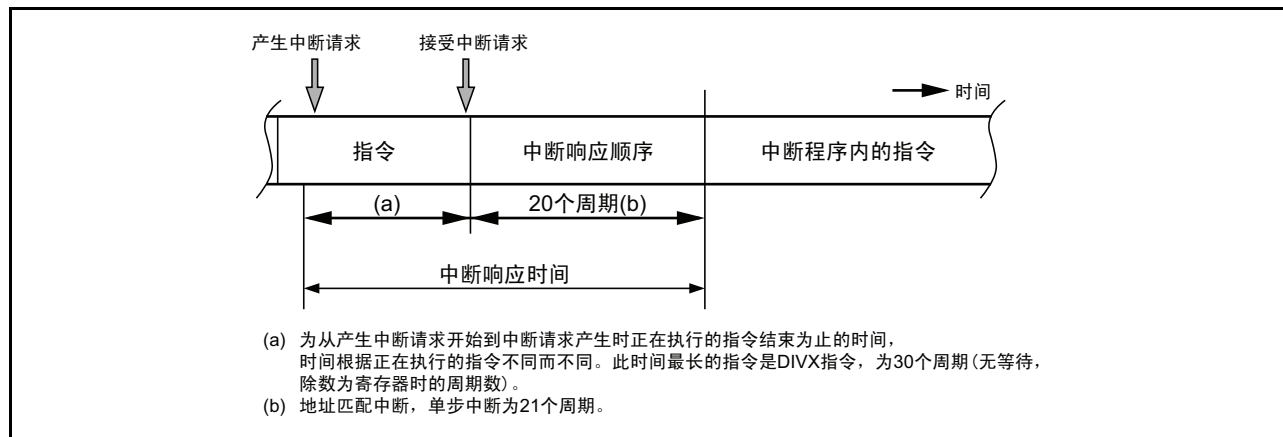 产生中断请求
接受中断请求
时间
指令
中断响应顺序
中断程序内的指令
(a)
20个周期(b)
中断响应时间
(a) 为从产生中断请求开始到中断请求产生时正在执行的指令结束为止的时间，
时间根据正在执行的指令不同而不同。此时间最长的指令是DIVX指令，为30个周期(无等待，
除数为寄存器时的周期数)。
(b) 地址匹配中断，单步中断为21个周期。